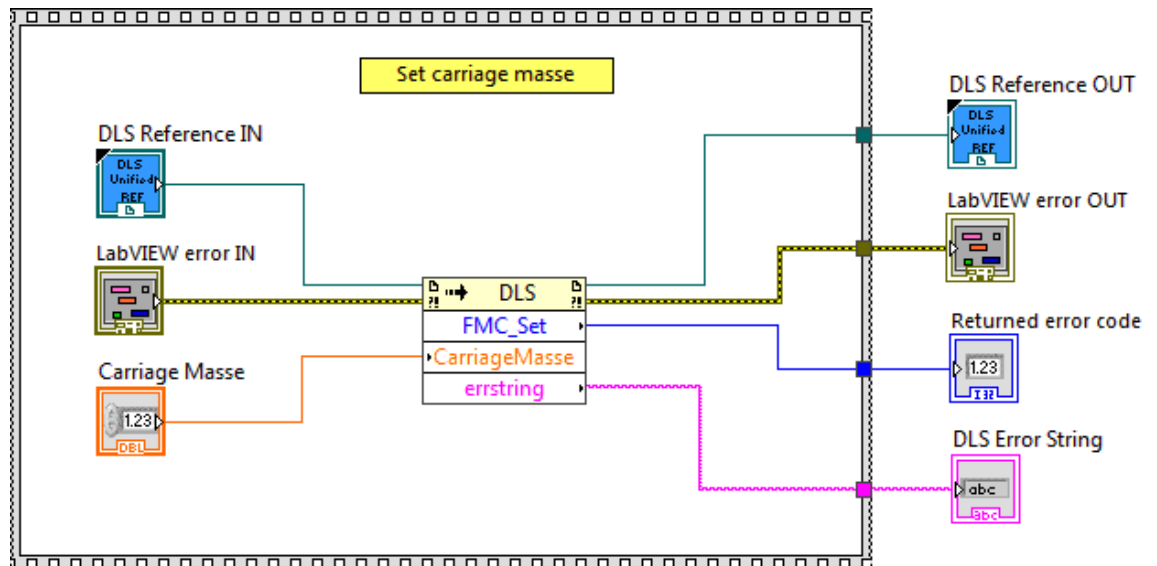 Set carriage masse
DLS Reference IN
DLS
Unified
REF
LabVIEW error IN
Carriage Masse
1.23
DBL
?!
DLS
?!
FMC_Set
CarriageMasse
errstring
DLS Reference OUT
DLS
Unified
REF
LabVIEW error OUT
Returned error code
1.23
I32
DLS Error String
abc
abc